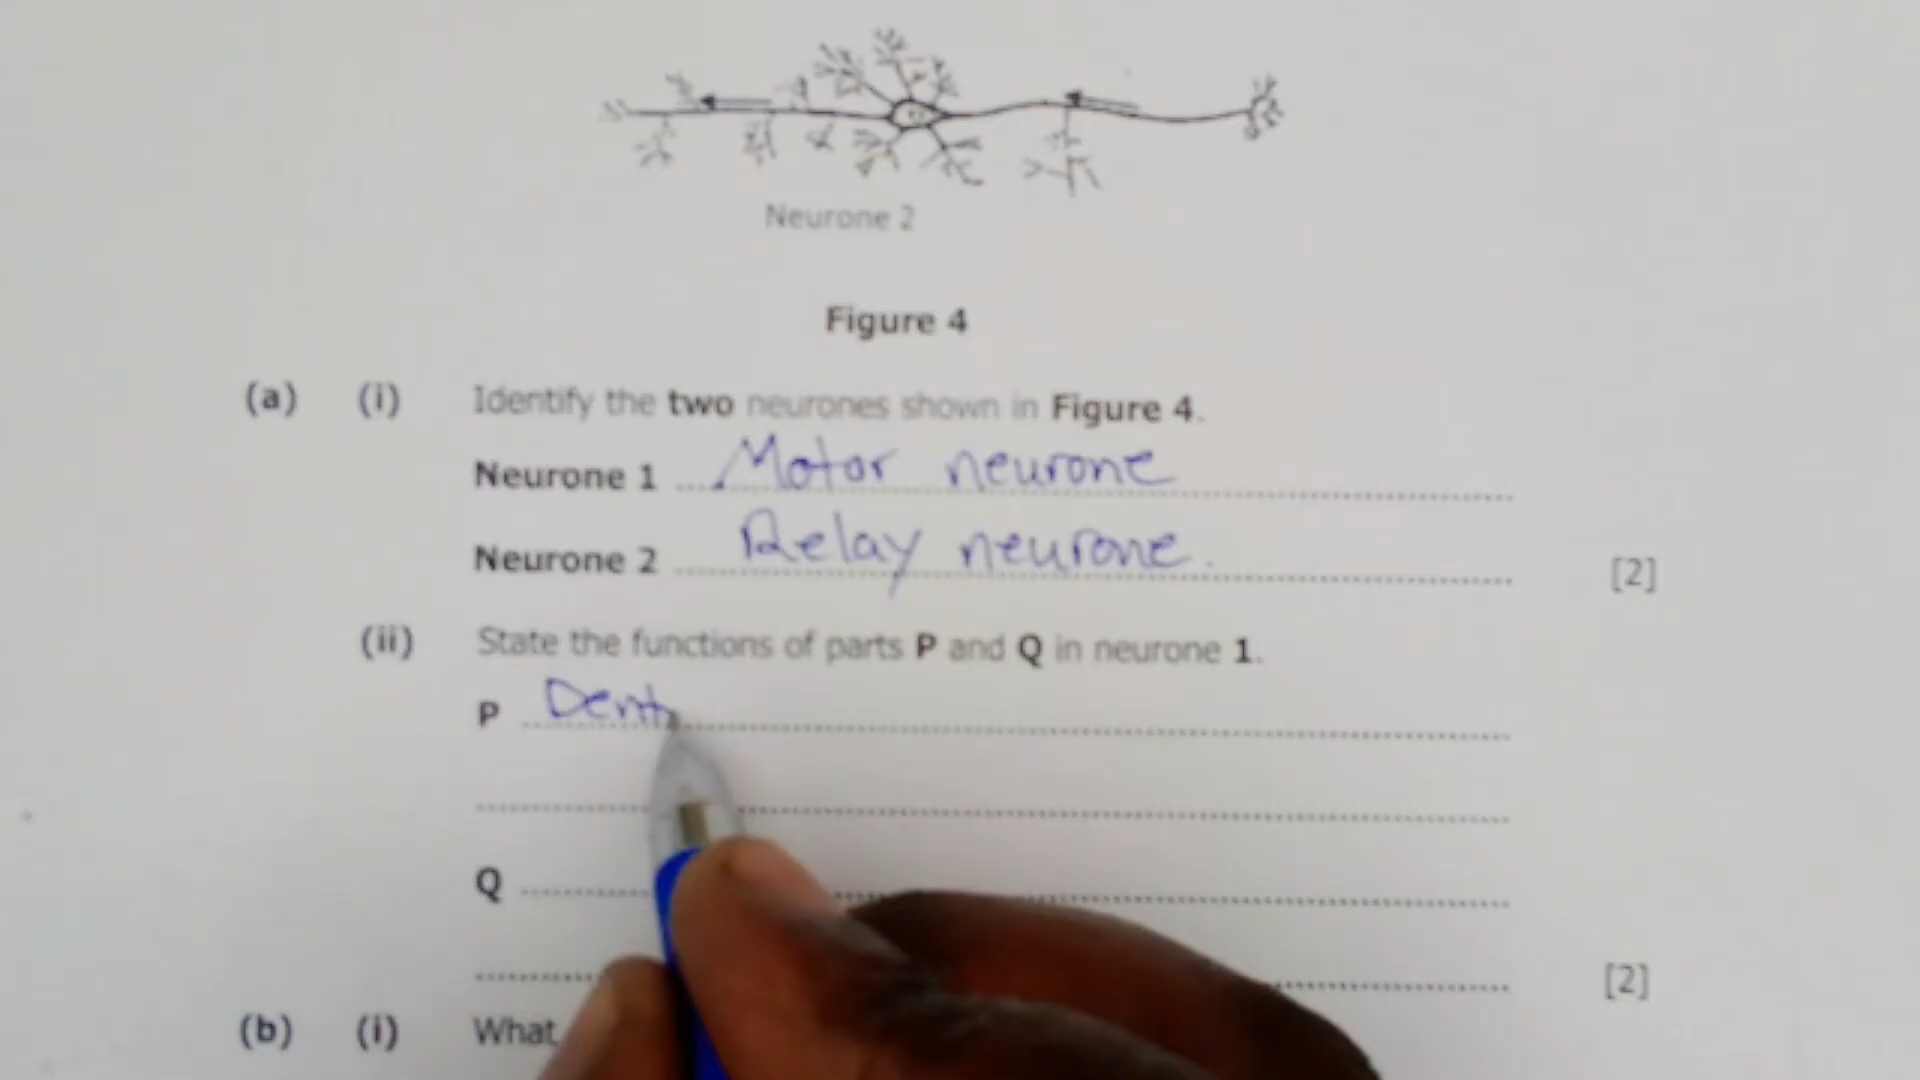 Neurone 2
Figure 4
(a) (i) Identify the two neurones shown in Figure 4.
Neurone 1 Motor neurone
Neurone 2 Relay neurone. [2]
(ii) State the functions of parts P and Q in neurone 1.
P Dent
Q
[2]
(b) (i) What